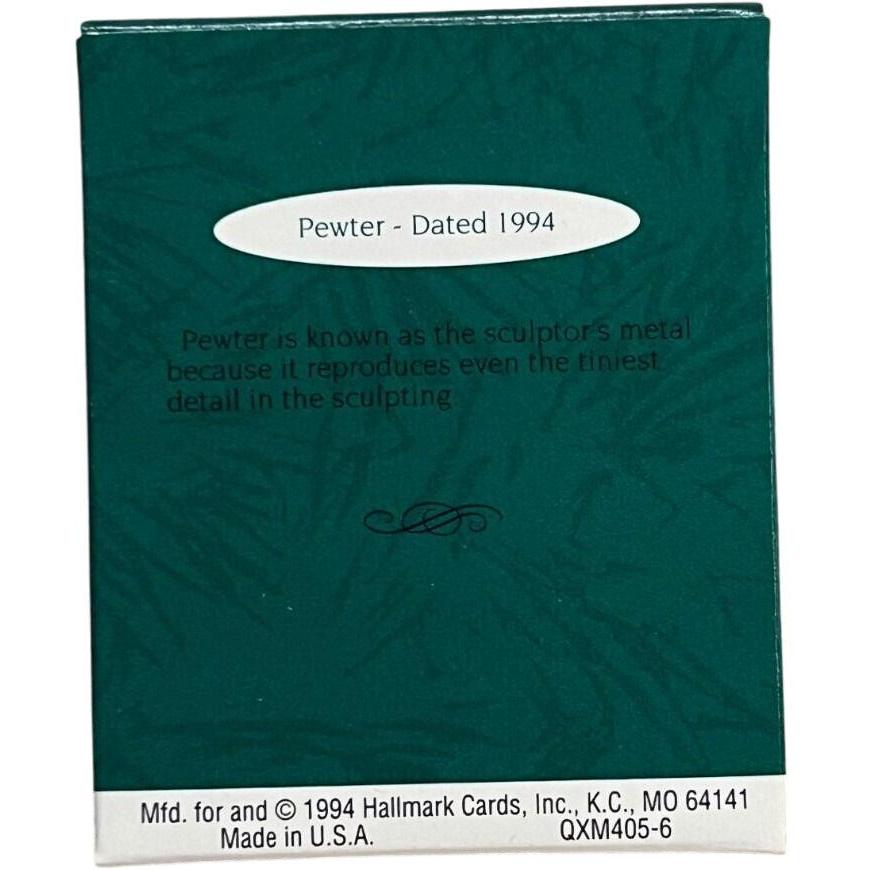 Pewter - Dated 1994
Pewter is known as the sculptor's metal
because it reproduces even the tiniest
detail in the sculpting
Mfd. for and © 1994 Hallmark Cards, Inc., K.C., MO 64141
Made in U.S.A. QXM405-6